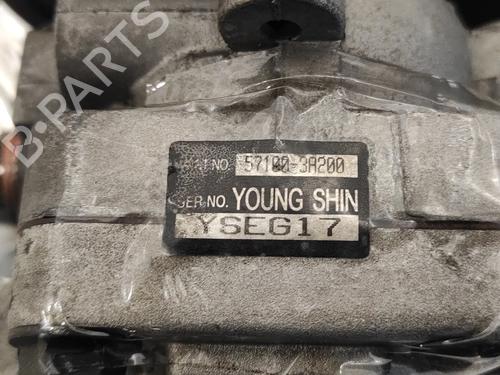 B-PARTS
PART NO. 57100-3A200
SER NO. YOUNG SHIN
YSEG17